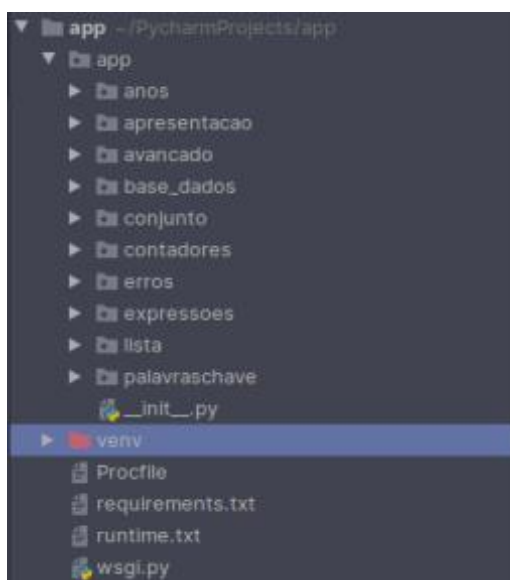 app ~/PycharmProjects/app
app
anos
apresentacao
avancado
base_dados
conjunto
contadores
erros
expressoes
lista
palavraschave
__init__.py
venv
Procfile
requirements.txt
runtime.txt
wsgi.py